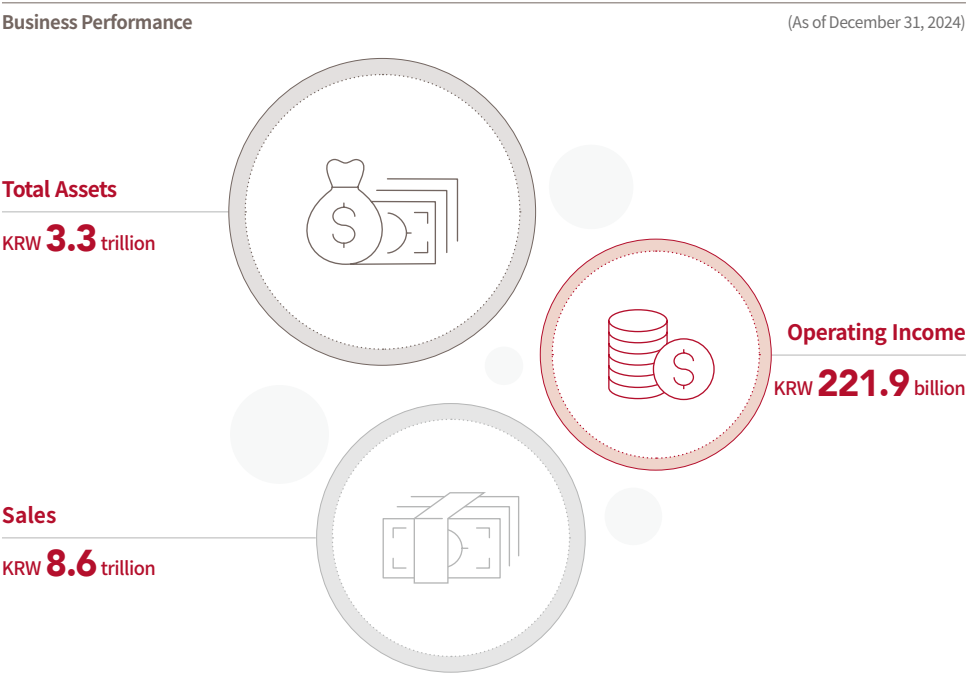 Business Performance
(As of December 31, 2024)
Total Assets
KRW 3.3 trillion
Operating Income
KRW 221.9 billion
Sales
KRW 8.6 trillion